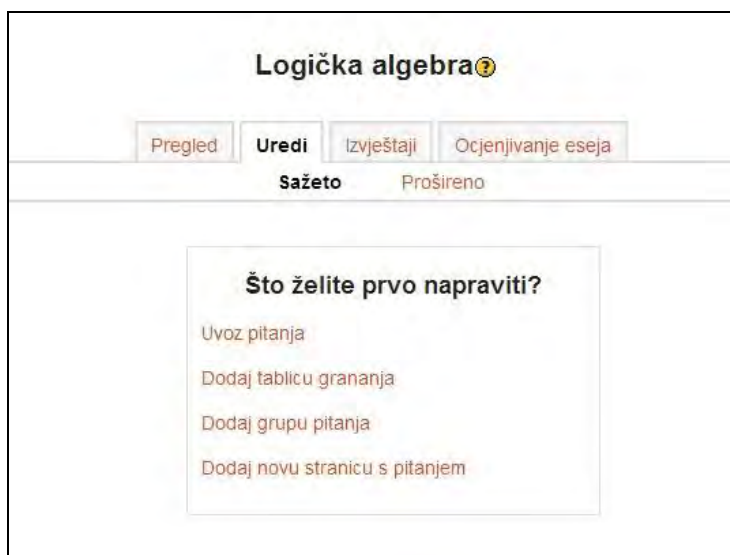 Logička algebra
Pregled Uredi Izvještaji Ocjenjivanje eseja
Sažeto Prošireno
Što želite prvo napraviti?
Uvoz pitanja
Dodaj tablicu grananja
Dodaj grupu pitanja
Dodaj novu stranicu s pitanjem